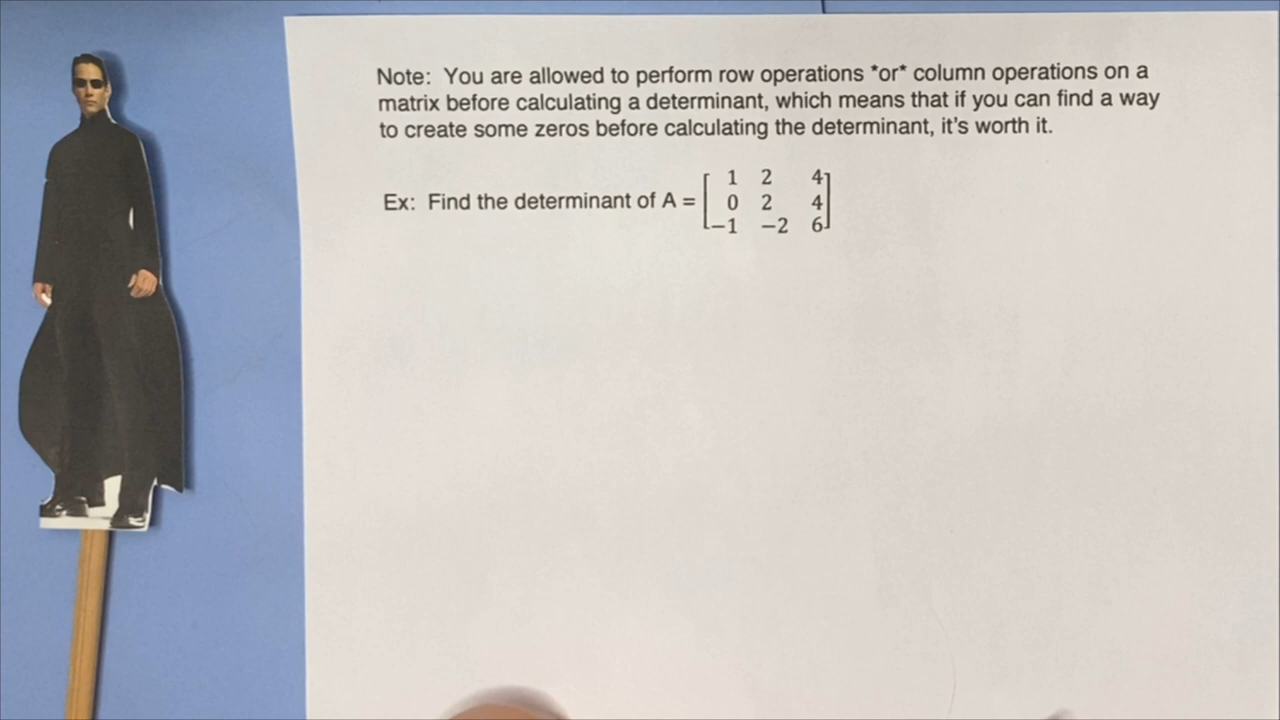 Note: You are allowed to perform row operations *or* column operations on a
matrix before calculating a determinant, which means that if you can find a way
to create some zeros before calculating the determinant, it's worth it.
Ex: Find the determinant of A = [ 1 2 4
0 2 4
−1 −2 6 ]